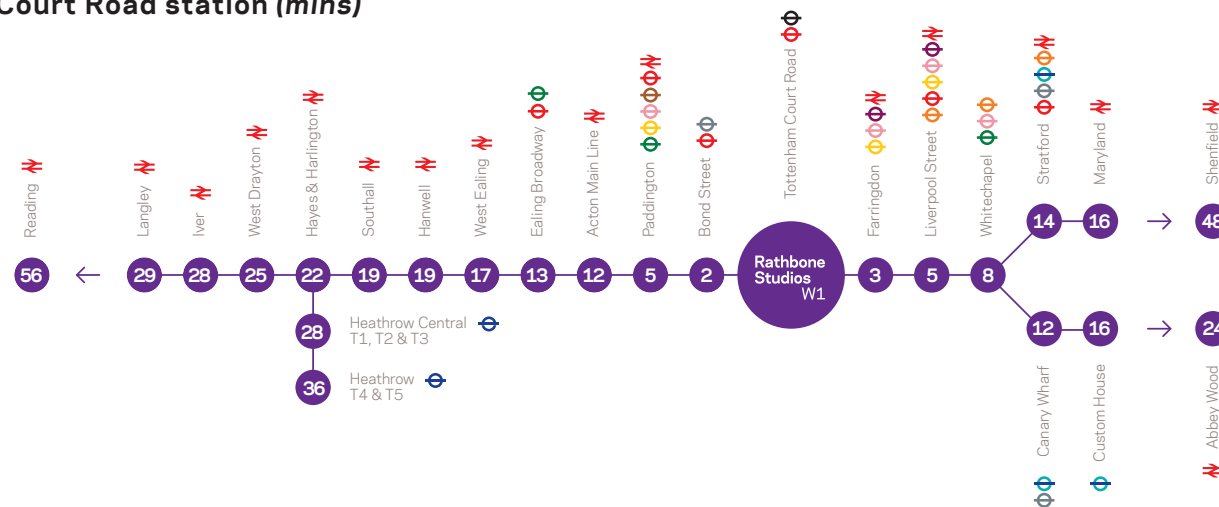 Court Road station (mins)
Reading
Langley
Iver
West Drayton
Hayes & Harlington
Southall
Hanwell
West Ealing
Ealing Broadway
Acton Main Line
Paddington
Bond Street
Tottenham Court Road
Farringdon
Liverpool Street
Whitechapel
Stratford
Maryland
Shenfield
14
16
48
56
29
28
25
22
19
19
17
13
12
5
2
Rathbone
Studios
W1
3
5
8
12
16
24
28
Heathrow Central
T1, T2 & T3
36
Heathrow
T4 & T5
Canary Wharf
Custom House
Abbey Wood